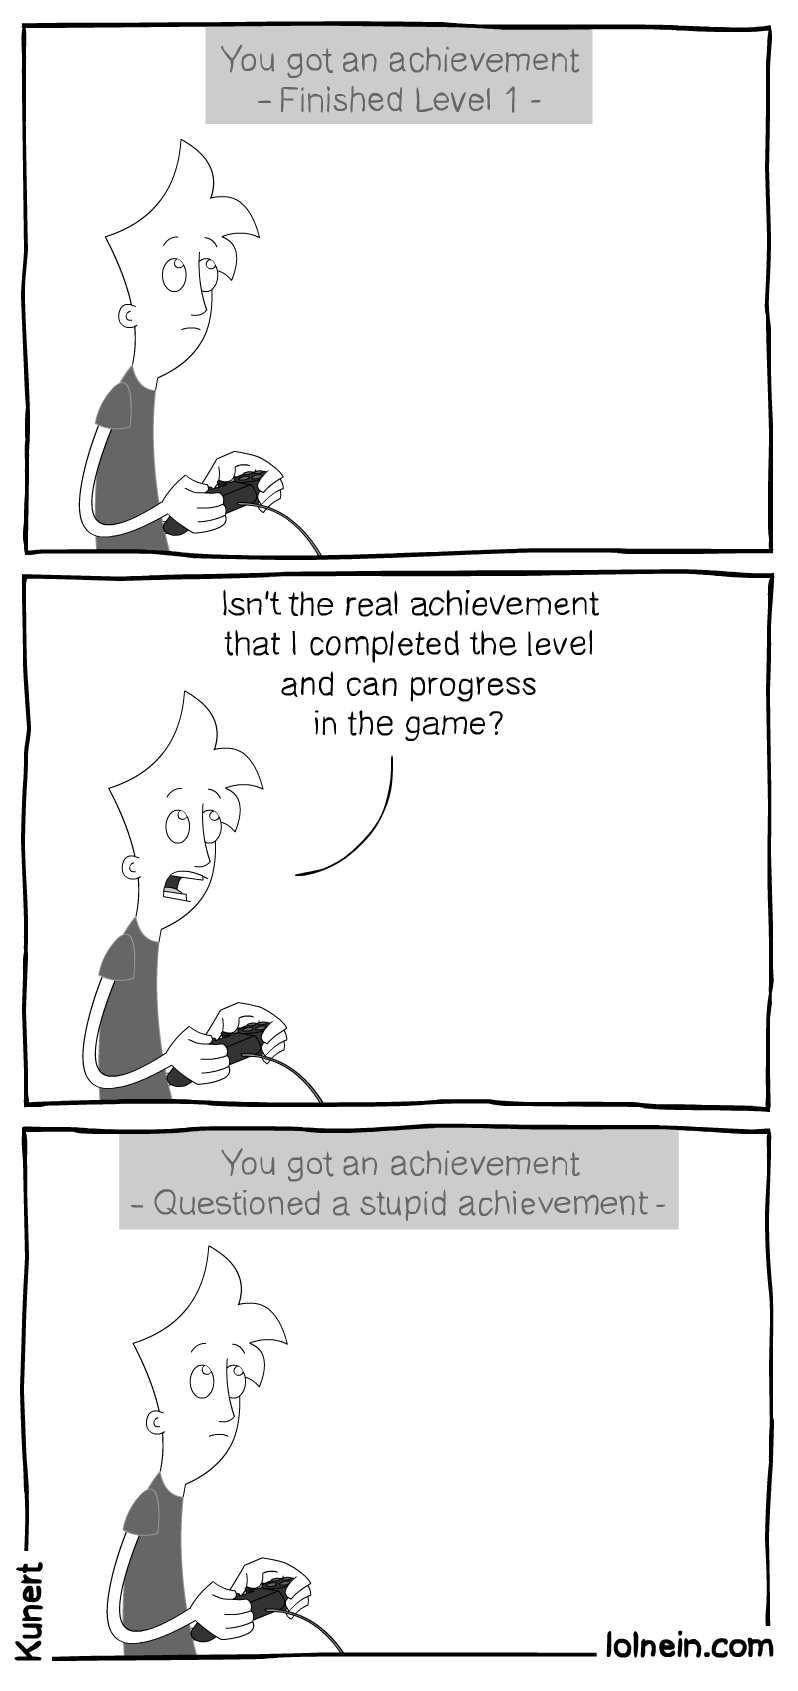 You got an achievement
- Finished Level 1 -
Isn't the real achievement
that I completed the level
and can progress
in the game?
You got an achievement
- Questioned a stupid achievement -
Kunert
lolnein.com